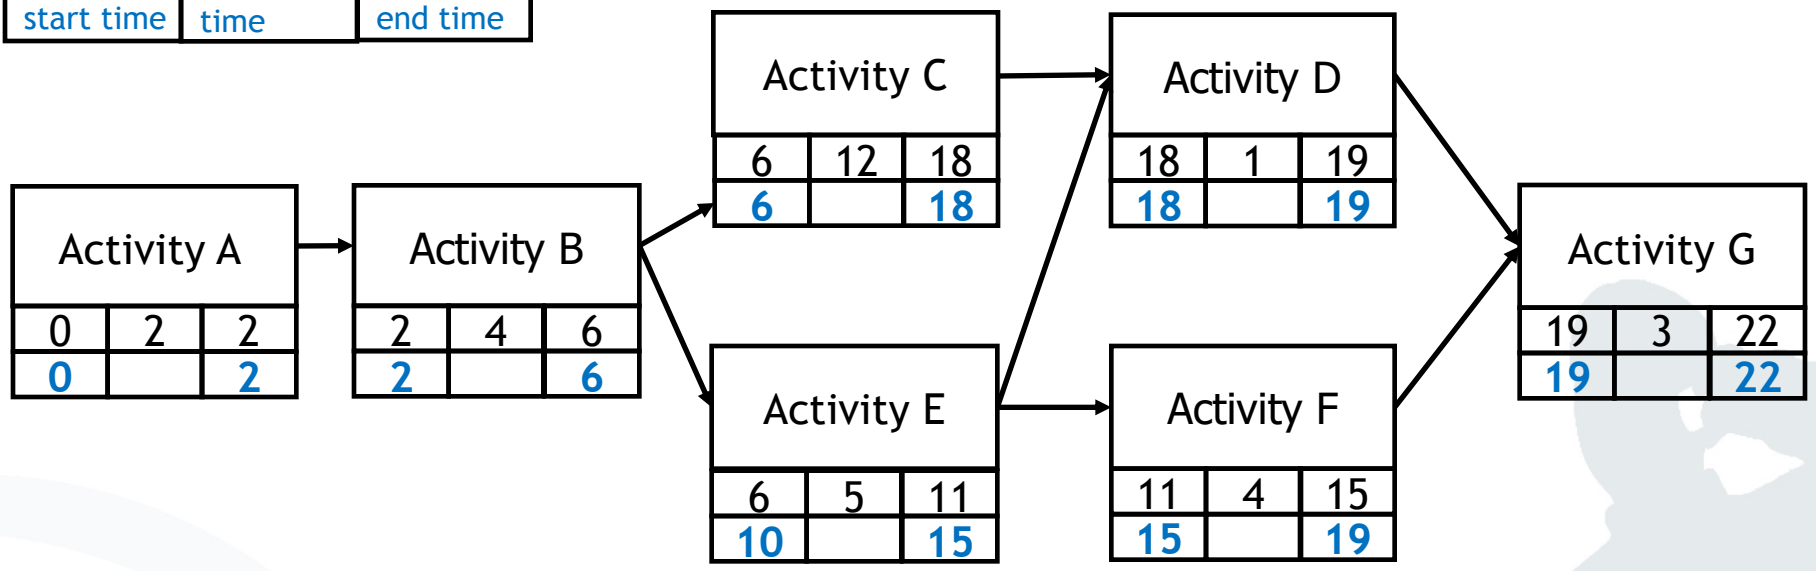 start time time end time
Activity C
6 12 18
6 18
Activity D
18 1 19
18 19
Activity A
0 2 2
0 2
Activity B
2 4 6
2 6
Activity G
19 3 22
19 22
Activity E
6 5 11
10 15
Activity F
11 4 15
15 19